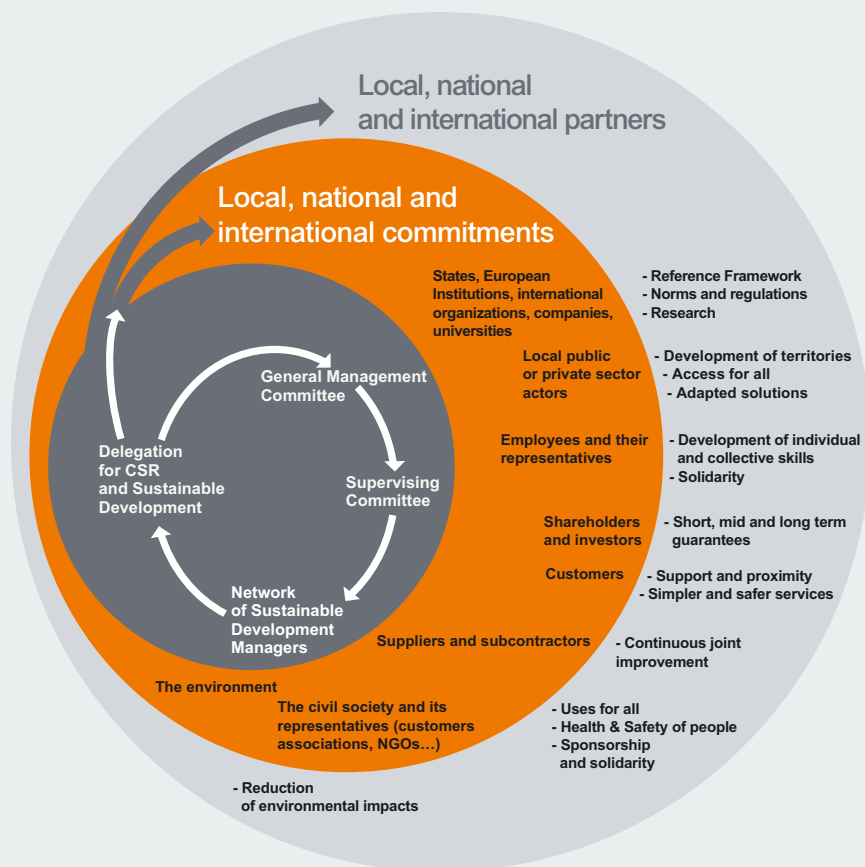 Local, national
and international partners
Local, national and
international commitments
States, European
Institutions, international
organizations, companies,
universities
- Reference Framework
- Norms and regulations
- Research
Local public
or private sector
actors
- Development of territories
- Access for all
- Adapted solutions
General Management
Committee
Employees and their
representatives
- Development of individual
and collective skills
- Solidarity
Delegation
for CSR
and Sustainable
Development
Supervising
Committee
Shareholders
and investors
- Short, mid and long term
guarantees
Customers
- Support and proximity
- Simpler and safer services
Network
of Sustainable
Development
Managers
Suppliers and subcontractors
- Continuous joint
improvement
The environment
The civil society and its
representatives (customers
associations, NGOs…)
- Uses for all
- Health & Safety of people
- Sponsorship
and solidarity
- Reduction
of environmental impacts